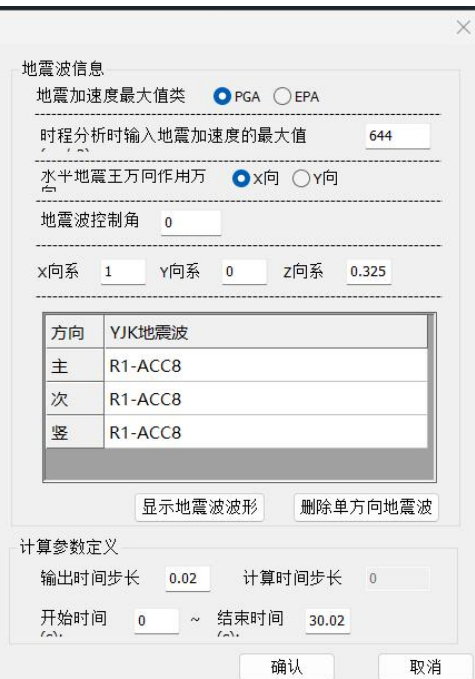 地震波信息
地震加速度最大值类 PGA EPA
时程分析时输入地震加速度的最大值 644
水平地震主方向作用方 X向 Y向
地震波控制角 0
X向系 1 Y向系 0 Z向系 0.325
方向 YJK地震波
主 R1-ACC8
次 R1-ACC8
竖 R1-ACC8
显示地震波波形 删除单方向地震波
计算参数定义
输出时间步长 0.02 计算时间步长 0
开始时间 0 ~ 结束时间 30.02
确认 取消